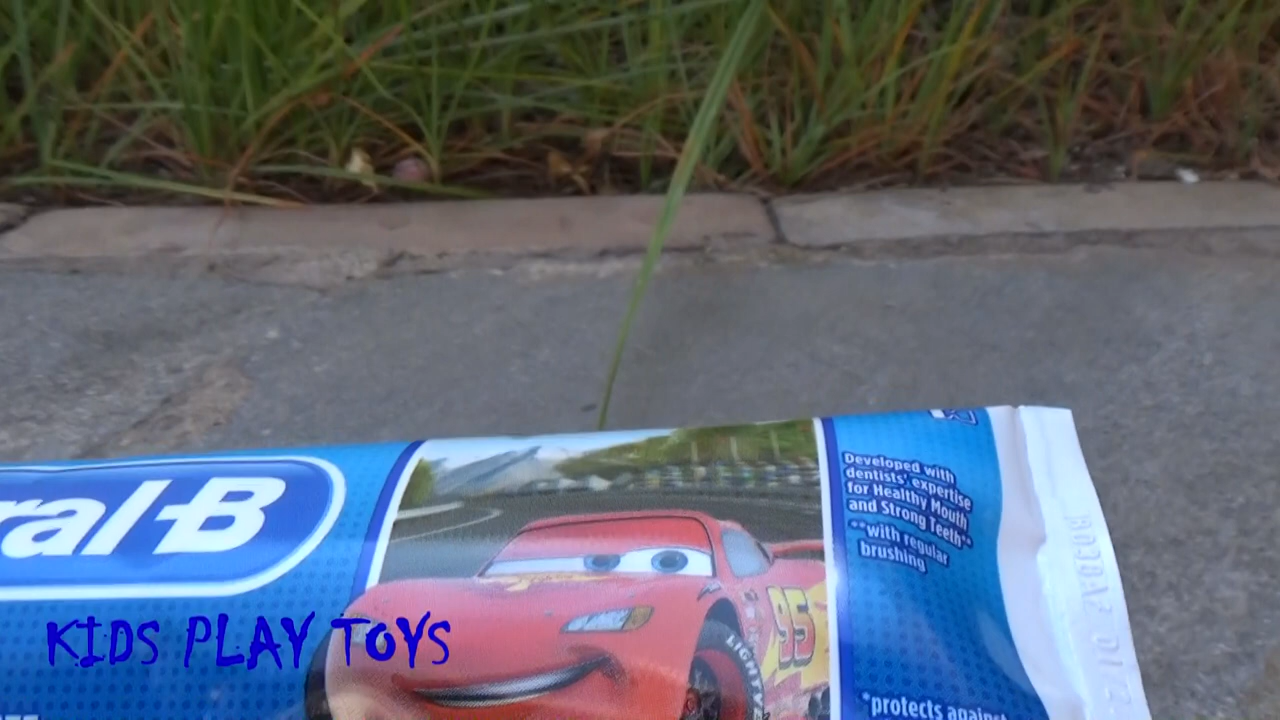 ral-B
Developed with
dentists' expertise
for Healthy Mouth
and Strong Teeth**
**with regular
brushing
95
LIGHTYE
KIDS PLAY TOYS
*protects against